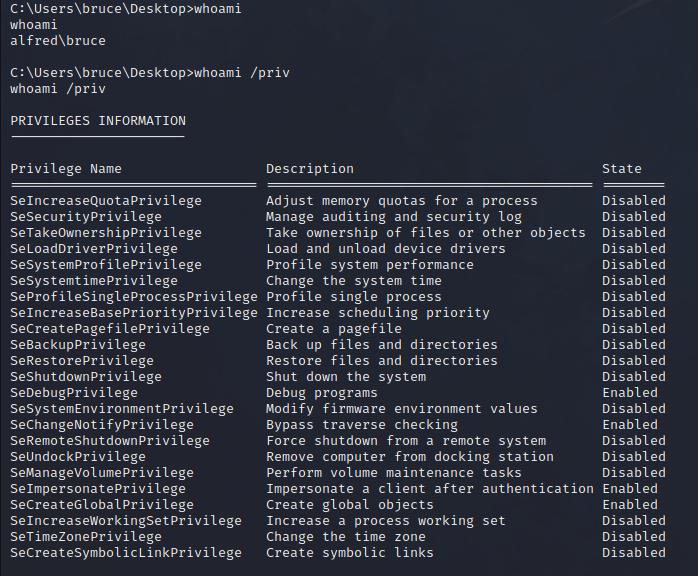 C:\Users\bruce\Desktop>whoami
whoami
alfred\bruce
C:\Users\bruce\Desktop>whoami /priv
whoami /priv
PRIVILEGES INFORMATION
Privilege Name Description State
SeIncreaseQuotaPrivilege Adjust memory quotas for a process Disabled
SeSecurityPrivilege Manage auditing and security log Disabled
SeTakeOwnershipPrivilege Take ownership of files or other objects Disabled
SeLoadDriverPrivilege Load and unload device drivers Disabled
SeSystemProfilePrivilege Profile system performance Disabled
SeSystemtimePrivilege Change the system time Disabled
SeProfileSingleProcessPrivilege Profile single process Disabled
SeIncreaseBasePriorityPrivilege Increase scheduling priority Disabled
SeCreatePagefilePrivilege Create a pagefile Disabled
SeBackupPrivilege Back up files and directories Disabled
SeRestorePrivilege Restore files and directories Disabled
SeShutdownPrivilege Shut down the system Disabled
SeDebugPrivilege Debug programs Enabled
SeSystemEnvironmentPrivilege Modify firmware environment values Disabled
SeChangeNotifyPrivilege Bypass traverse checking Enabled
SeRemoteShutdownPrivilege Force shutdown from a remote system Disabled
SeUndockPrivilege Remove computer from docking station Disabled
SeManageVolumePrivilege Perform volume maintenance tasks Disabled
SeImpersonatePrivilege Impersonate a client after authentication Enabled
SeCreateGlobalPrivilege Create global objects Enabled
SeIncreaseWorkingSetPrivilege Increase a process working set Disabled
SeTimeZonePrivilege Change the time zone Disabled
SeCreateSymbolicLinkPrivilege Create symbolic links Disabled